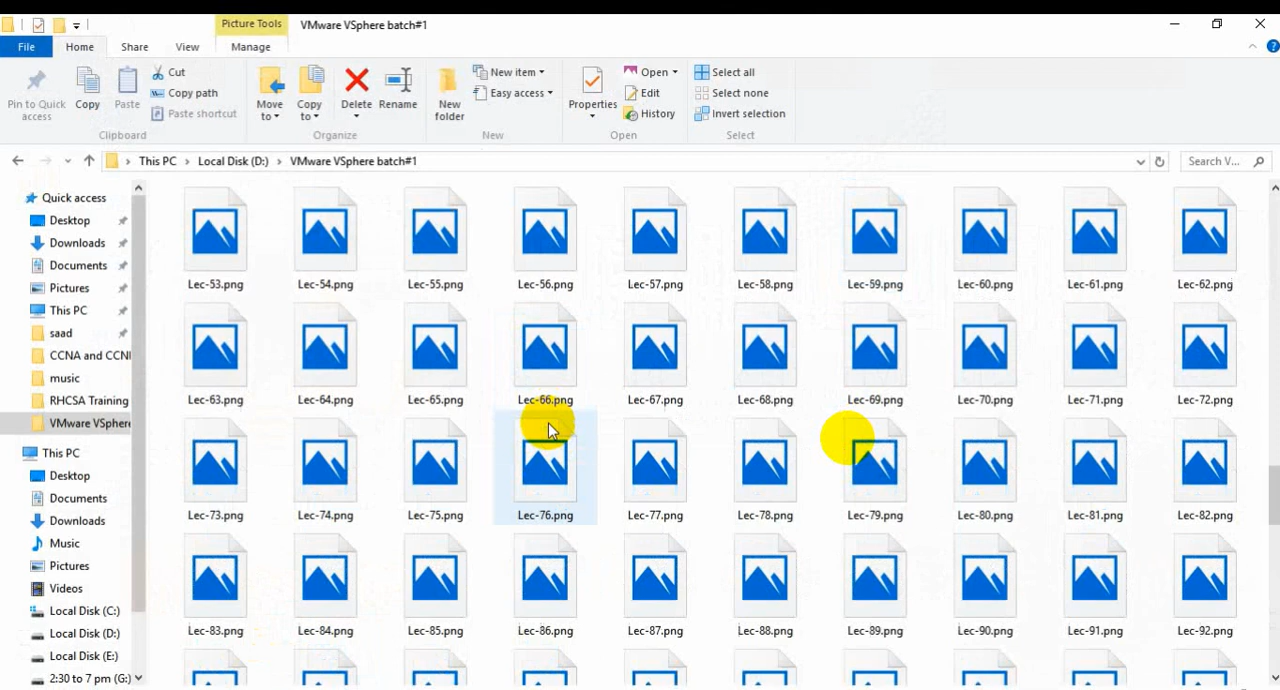 Picture Tools VMware VSphere batch#1
File Home Share View Manage
Pin to Quick access
Copy
Paste
Cut
Copy path
Paste shortcut
Clipboard
Move to
Copy to
Delete
Rename
Organize
New folder
New item
Easy access
New
Properties
Open
Edit
History
Open
Select all
Select none
Invert selection
Select
This PC > Local Disk (D:) > VMware VSphere batch#1
Search V...
Quick access
Desktop
Downloads
Documents
Pictures
This PC
saad
CCNA and CCN
music
RHCSA Training
VMware VSphere
This PC
Desktop
Documents
Downloads
Music
Pictures
Videos
Local Disk (C:)
Local Disk (D:)
Local Disk (E:)
2:30 to 7 pm (G:)
Lec-53.png Lec-54.png Lec-55.png Lec-56.png Lec-57.png Lec-58.png Lec-59.png Lec-60.png Lec-61.png Lec-62.png
Lec-63.png Lec-64.png Lec-65.png Lec-66.png Lec-67.png Lec-68.png Lec-69.png Lec-70.png Lec-71.png Lec-72.png
Lec-73.png Lec-74.png Lec-75.png Lec-76.png Lec-77.png Lec-78.png Lec-79.png Lec-80.png Lec-81.png Lec-82.png
Lec-83.png Lec-84.png Lec-85.png Lec-86.png Lec-87.png Lec-88.png Lec-89.png Lec-90.png Lec-91.png Lec-92.png